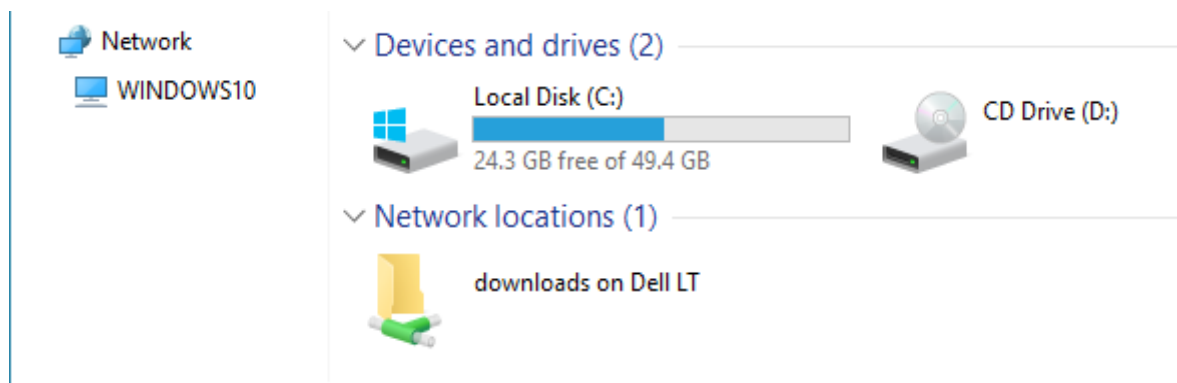 Network
WINDOWS10
Devices and drives (2)
Local Disk (C:)
24.3 GB free of 49.4 GB
CD Drive (D:)
Network locations (1)
downloads on Dell LT